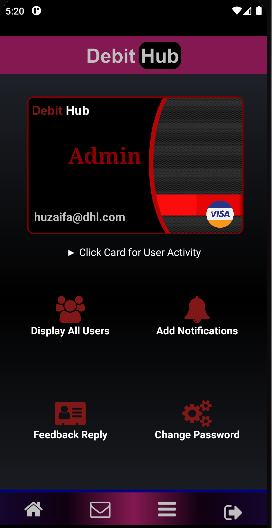 5:20
Debit Hub
Debit Hub
Admin
huzaifa@dhl.com
VISA
► Click Card for User Activity
Display All Users
Add Notifications
Feedback Reply
Change Password